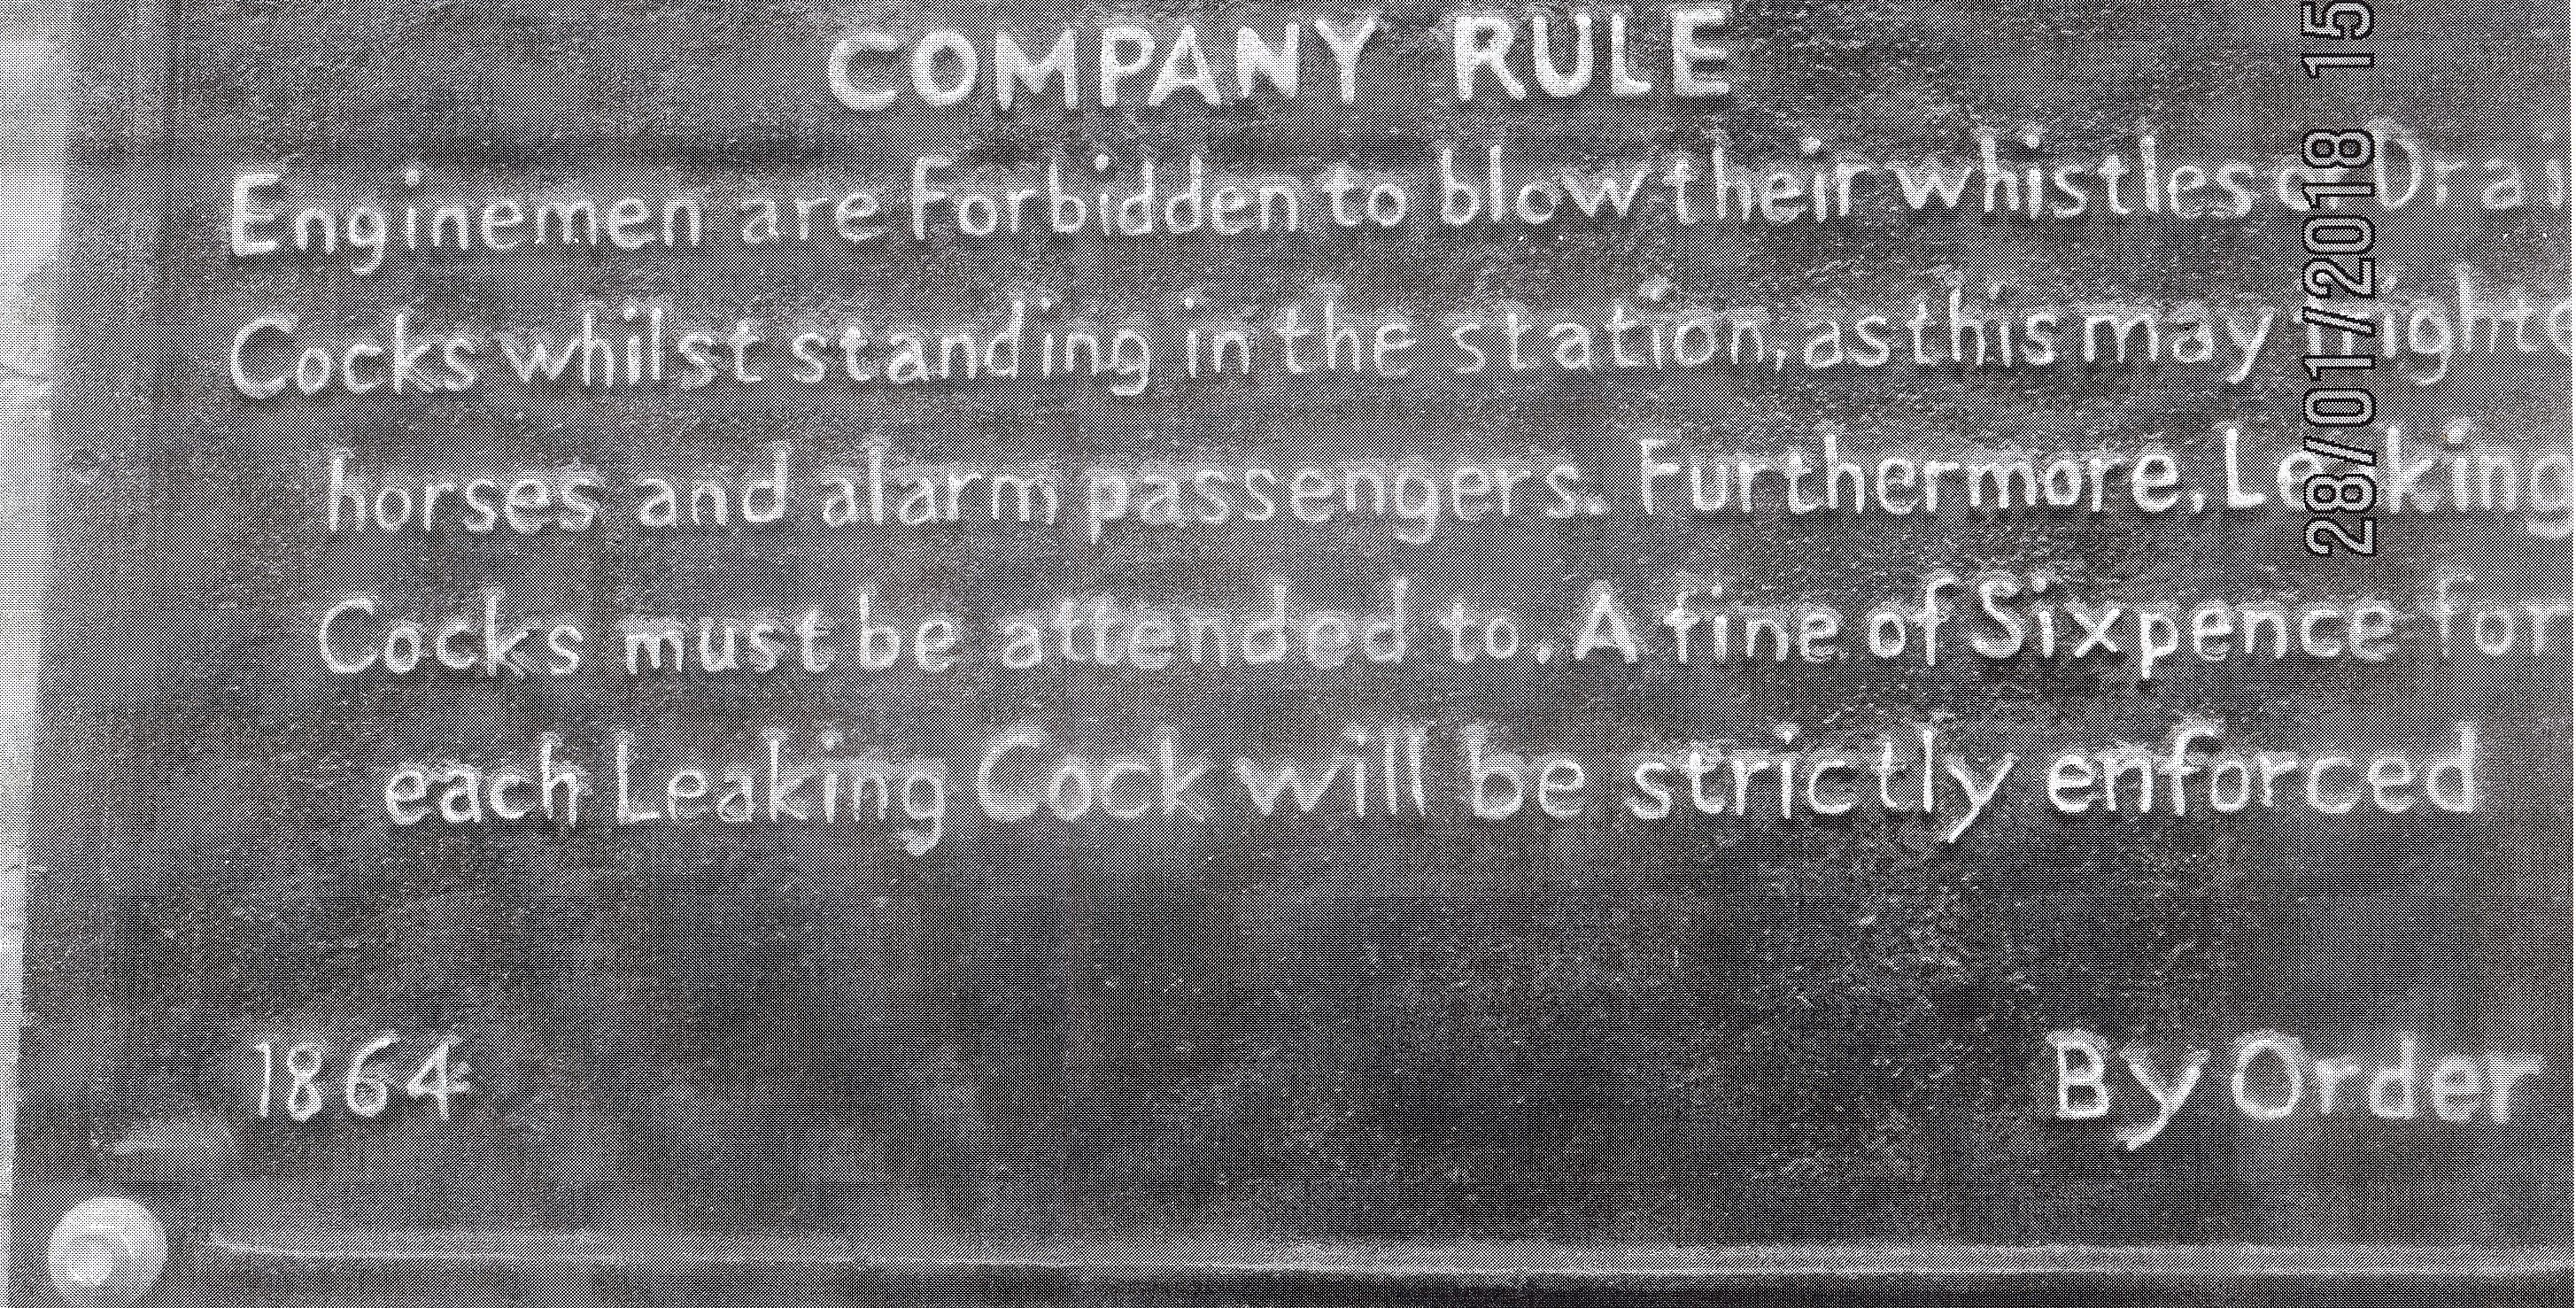 COMPANY RULE
Enginemen are Forbidden to blow their whistles
Cocks whilst standing in the station, as this may
horses and alarm passengers. Furthermore, Leaking
Cocks must be attended to. A fine of Sixpence for
each Leaking Cock will be strictly enforced
1864
By Order
28/01/2018 15